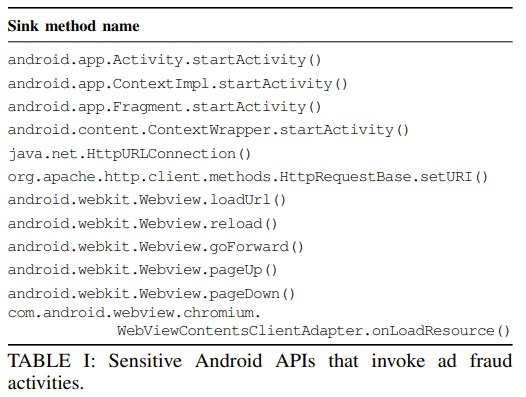 Sink method name
android.app.Activity.startActivity()
android.app.ContextImpl.startActivity()
android.app.Fragment.startActivity()
android.content.ContextWrapper.startActivity()
java.net.HttpURLConnection()
org.apache.http.client.methods.HttpRequestBase.setURI()
android.webkit.Webview.loadUrl()
android.webkit.Webview.reload()
android.webkit.Webview.goForward()
android.webkit.Webview.pageUp()
android.webkit.Webview.pageDown()
com.android.webview.chromium.
WebViewContentsClientAdapter.onLoadResource()
TABLE I: Sensitive Android APIs that invoke ad fraud
activities.